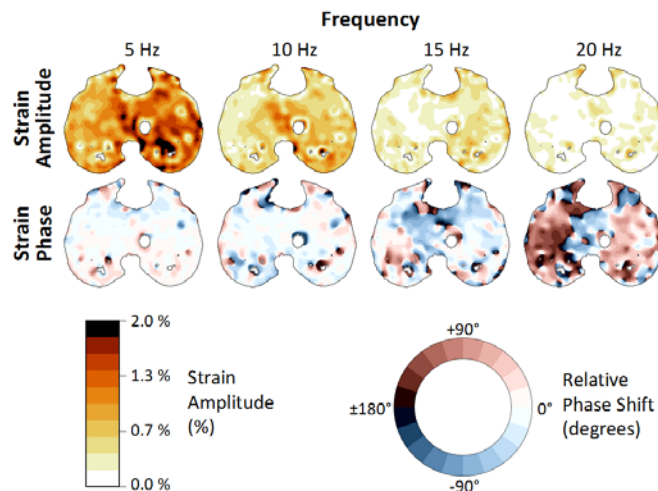 Frequency
5 Hz 10 Hz 15 Hz 20 Hz
Strain
Amplitude
Strain
Phase
2.0 %
1.3 %
0.7 %
0.0 %
Strain
Amplitude
(%)
+90°
±180°
0°
-90°
Relative
Phase Shift
(degrees)